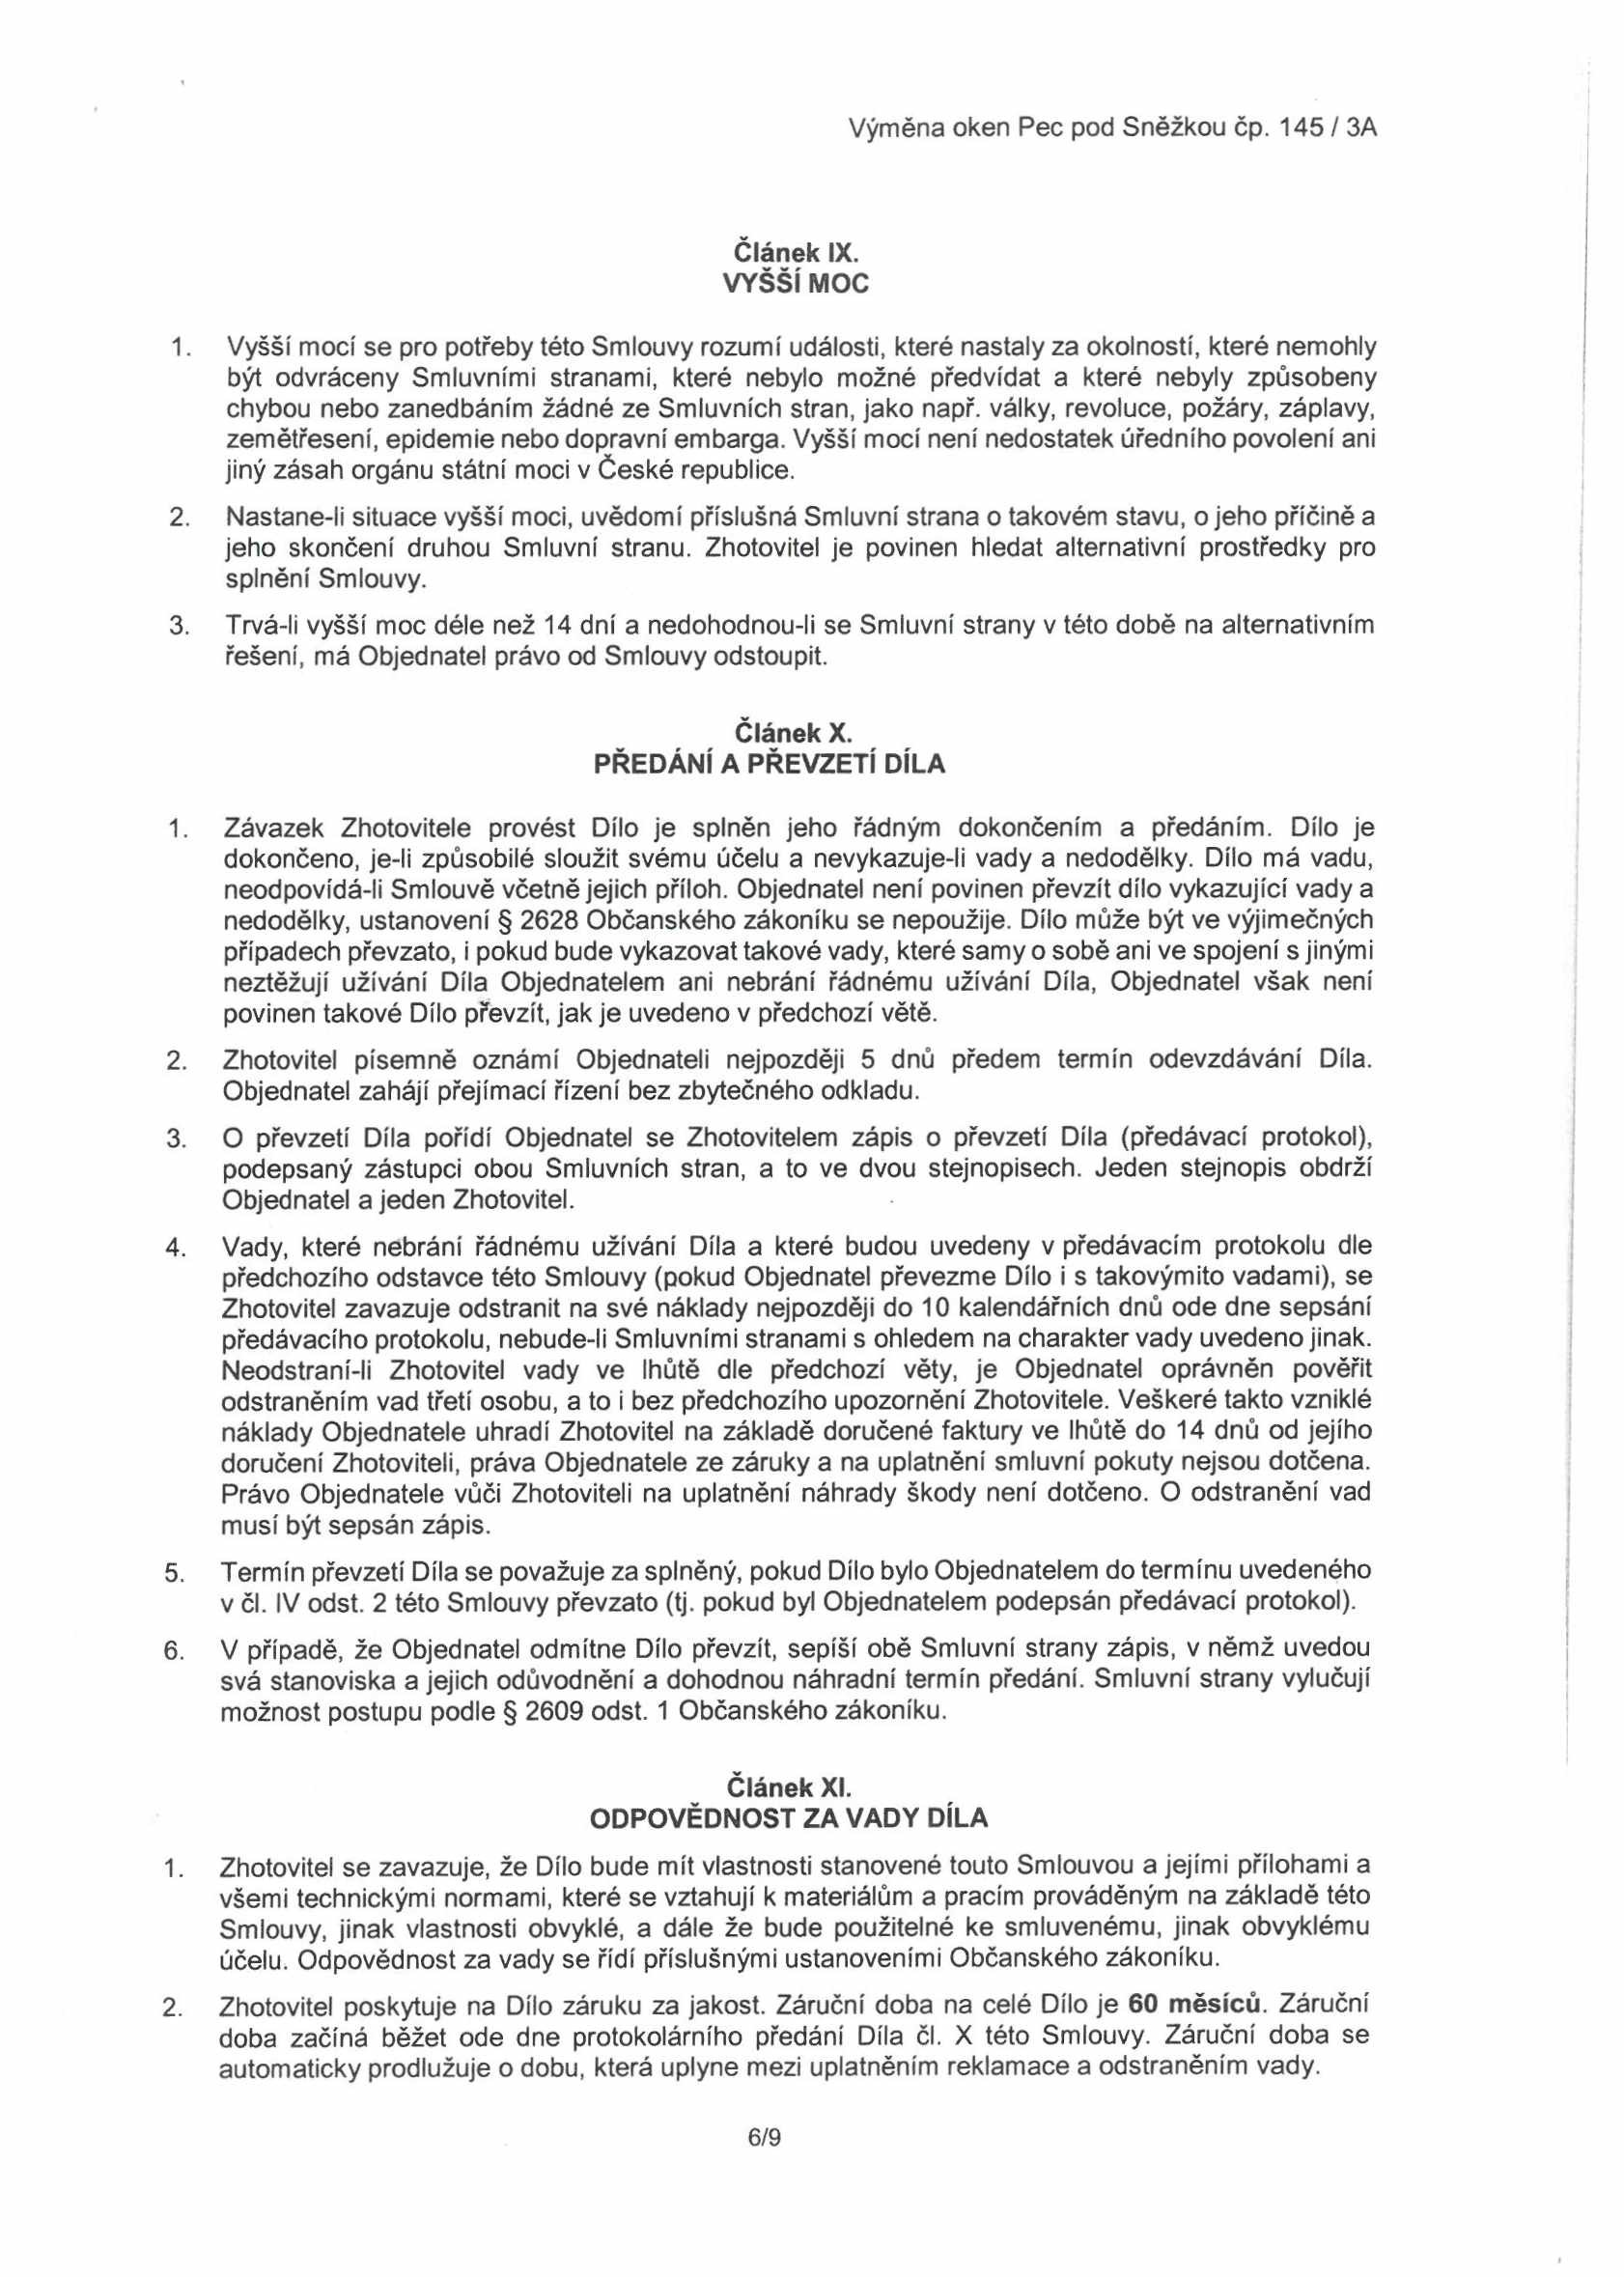 Výměna oken Pec pod Sněžkou čp. 145 / 3A
Článek IX.
VYŠŠÍ MOC
1. Vyšší mocí se pro potřeby této Smlouvy rozumí události, které nastaly za okolností, které nemohly
být odvráceny Smluvními stranami, které nebylo možné předvídat a které nebyly způsobeny
chybou nebo zanedbáním žádné ze Smluvních stran, jako např. války, revoluce, požáry, záplavy,
zemětřesení, epidemie nebo dopravní embarga. Vyšší mocí není nedostatek úředního povolení ani
jiný zásah orgánu státní moci v České republice.
2. Nastane-li situace vyšší moci, uvědomí příslušná Smluvní strana o takovém stavu, o jeho příčině a
jeho skončení druhou Smluvní stranu. Zhotovitel je povinen hledat alternativní prostředky pro
splnění Smlouvy.
3. Trvá-li vyšší moc déle než 14 dní a nedohodnou-li se Smluvní strany v této době na alternativním
řešení, má Objednatel právo od Smlouvy odstoupit.
Článek X.
PŘEDÁNÍ A PŘEVZETÍ DÍLA
1. Závazek Zhotovitele provést Dílo je splněn jeho řádným dokončením a předáním. Dílo je
dokončeno, je-li způsobilé sloužit svému účelu a nevykazuje-li vady a nedodělky. Dílo má vadu,
neodpovídá-li Smlouvě včetně jejich příloh. Objednatel není povinen převzít dílo vykazující vady a
nedodělky, ustanovení § 2628 Občanského zákoníku se nepoužije. Dílo může být ve výjimečných
případech převzato, i pokud bude vykazovat takové vady, které samy o sobě ani ve spojení s jinými
neztěžují užívání Díla Objednatelem ani nebrání řádnému užívání Díla, Objednatel však není
povinen takové Dílo převzít, jak je uvedeno v předchozí větě.
2. Zhotovitel písemně oznámí Objednateli nejpozději 5 dnů předem termín odevzdávání Díla.
Objednatel zahájí přejímací řízení bez zbytečného odkladu.
3. O převzetí Díla pořídí Objednatel se Zhotovitelem zápis o převzetí Díla (předávací protokol),
podepsaný zástupci obou Smluvních stran, a to ve dvou stejnopisech. Jeden stejnopis obdrží
Objednatel a jeden Zhotovitel.
4. Vady, které nebrání řádnému užívání Díla a které budou uvedeny v předávacím protokolu dle
předchozího odstavce této Smlouvy (pokud Objednatel převezme Dílo i s takovýmito vadami), se
Zhotovitel zavazuje odstranit na své náklady nejpozději do 10 kalendářních dnů ode dne sepsání
předávacího protokolu, nebude-li Smluvními stranami s ohledem na charakter vady uvedeno jinak.
Neodstraní-li Zhotovitel vady ve lhůtě dle předchozí věty, je Objednatel oprávněn pověřit
odstraněním vad třetí osobu, a to i bez předchozího upozornění Zhotovitele. Veškeré takto vzniklé
náklady Objednatele uhradí Zhotovitel na základě doručené faktury ve lhůtě do 14 dnů od jejího
doručení Zhotoviteli, práva Objednatele ze záruky a na uplatnění smluvní pokuty nejsou dotčena.
Právo Objednatele vůči Zhotoviteli na uplatnění náhrady škody není dotčeno. O odstranění vad
musí být sepsán zápis.
5. Termín převzetí Díla se považuje za splněný, pokud Dílo bylo Objednatelem do termínu uvedeného
v čl. IV odst. 2 této Smlouvy převzato (tj. pokud byl Objednatelem podepsán předávací protokol).
6. V případě, že Objednatel odmítne Dílo převzít, sepíší obě Smluvní strany zápis, v němž uvedou
svá stanoviska a jejich odůvodnění a dohodnou náhradní termín předání. Smluvní strany vylučují
možnost postupu podle § 2609 odst. 1 Občanského zákoníku.
Článek XI.
ODPOVĚDNOST ZA VADY DÍLA
1. Zhotovitel se zavazuje, že Dílo bude mít vlastnosti stanovené touto Smlouvou a jejími přílohami a
všemi technickými normami, které se vztahují k materiálům a pracím prováděným na základě této
Smlouvy, jinak vlastnosti obvyklé, a dále že bude použitelné ke smluvenému, jinak obvyklému
účelu. Odpovědnost za vady se řídí příslušnými ustanoveními Občanského zákoníku.
2. Zhotovitel poskytuje na Dílo záruku za jakost. Záruční doba na celé Dílo je 60 měsíců. Záruční
doba začíná běžet ode dne protokolárního předání Díla čl. X této Smlouvy. Záruční doba se
automaticky prodlužuje o dobu, která uplyne mezi uplatněním reklamace a odstraněním vady.
6/9